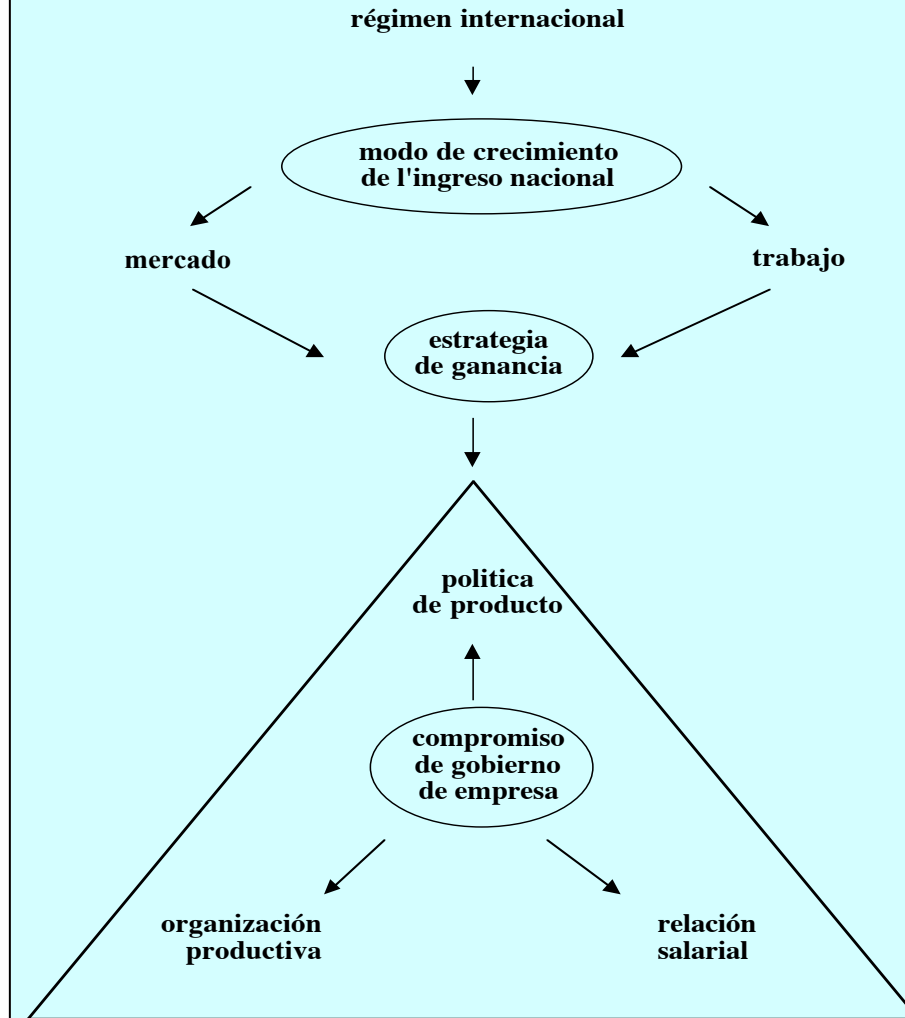 régimen internacional
modo de crecimiento
de l'ingreso nacional
mercado
trabajo
estrategia
de ganancia
politica
de producto
compromiso
de gobierno
de empresa
organización
productiva
relación
salarial